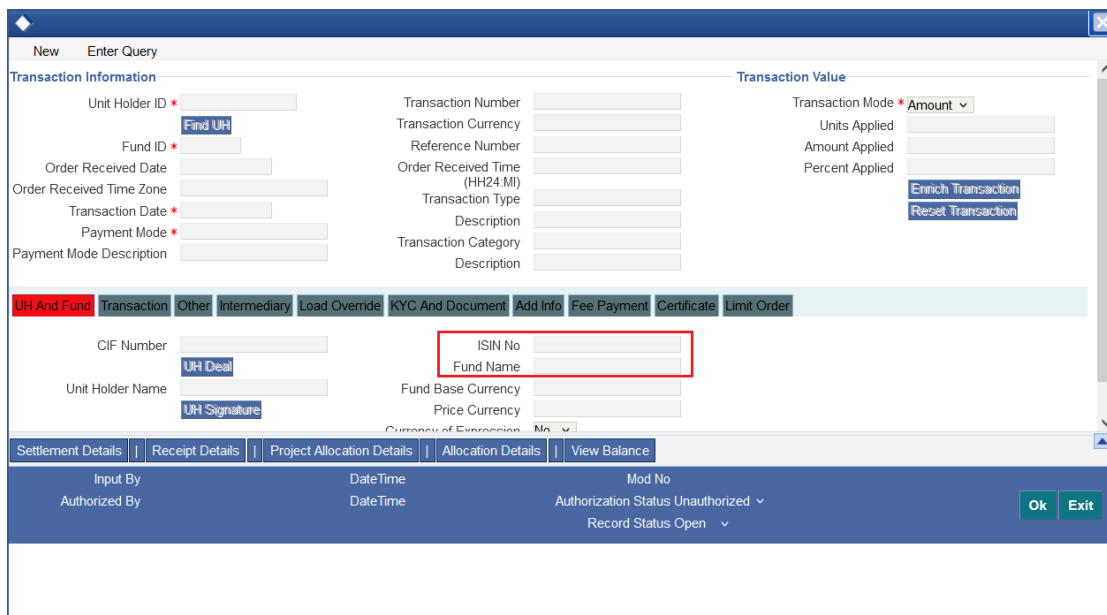 New Enter Query
Transaction Information
Unit Holder ID *
Find UH
Fund ID *
Order Received Date
Order Received Time Zone
Transaction Date *
Payment Mode *
Payment Mode Description
Transaction Number
Transaction Currency
Reference Number
Order Received Time
(HH24:MI)
Transaction Type
Description
Transaction Category
Description
Transaction Value
Transaction Mode * Amount
Units Applied
Amount Applied
Percent Applied
Enrich Transaction
Reset Transaction
UH And Fund Transaction Other Intermediary Load Override KYC And Document Add Info Fee Payment Certificate Limit Order
CIF Number
UH Deal
Unit Holder Name
UH Signature
ISIN No
Fund Name
Fund Base Currency
Price Currency
Currency of Expression No
Settlement Details | Receipt Details | Project Allocation Details | Allocation Details | View Balance
Input By DateTime Mod No
Authorized By DateTime Authorization Status Unauthorized
Record Status Open
Ok Exit